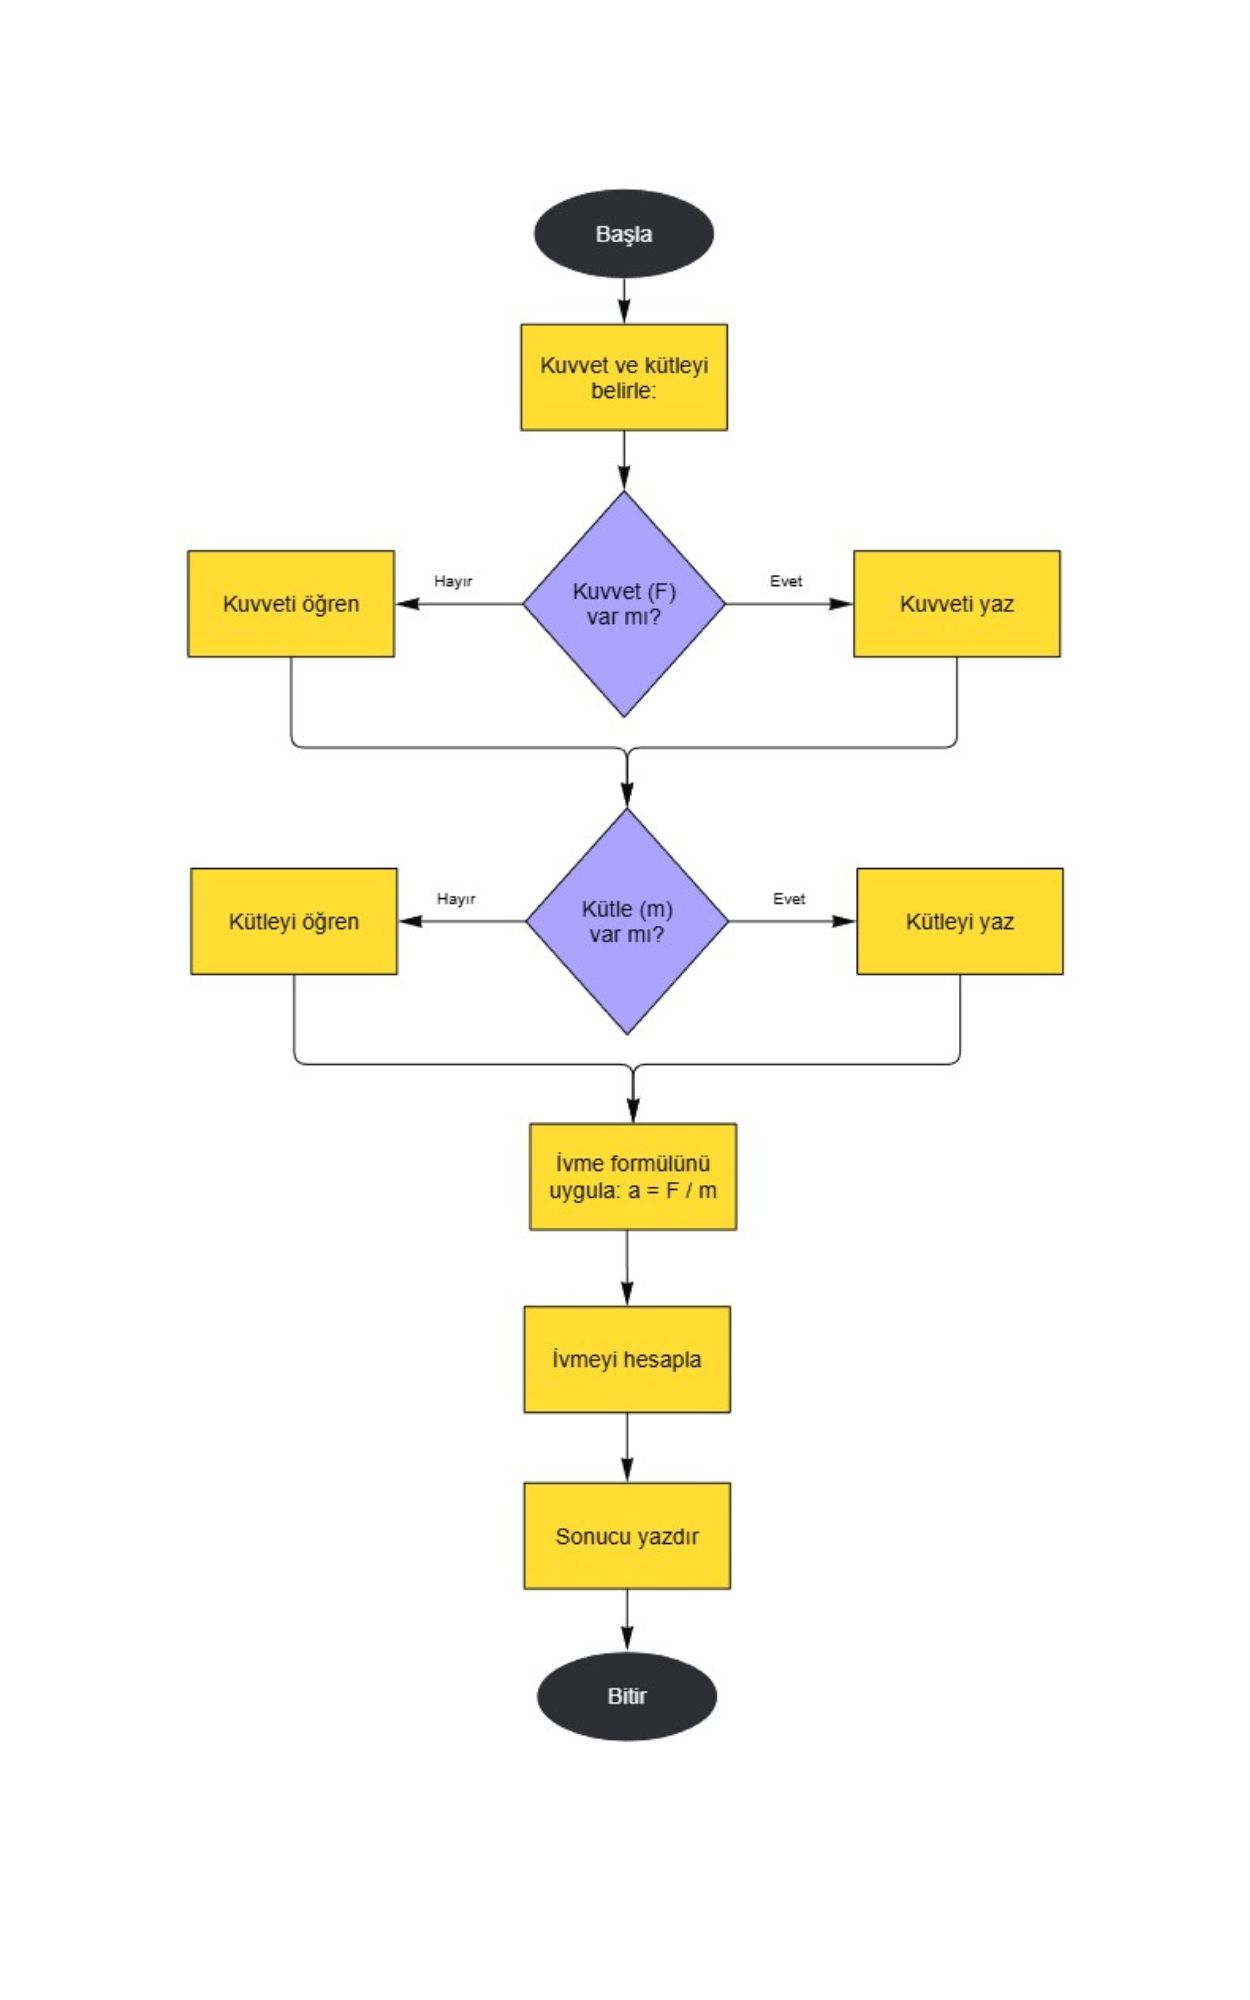 Başla
Kuvvet ve kütleyi
belirle:
Hayır
Kuvvet (F)
var mı?
Evet
Kuvveti öğren
Kuvveti yaz
Hayır
Kütle (m)
var mı?
Evet
Kütleyi öğren
Kütleyi yaz
İvme formülünü
uygula: a = F / m
İvmeyi hesapla
Sonucu yazdır
Bitir